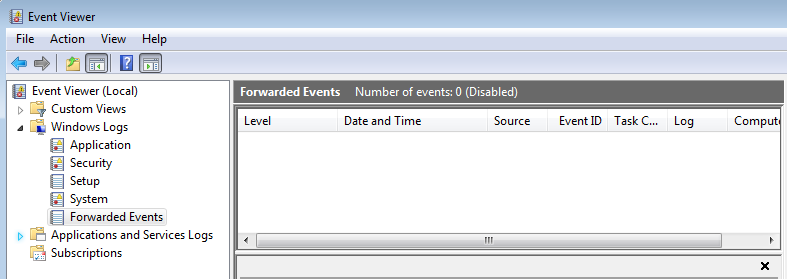 Event Viewer
File Action View Help
Event Viewer (Local)
Custom Views
Windows Logs
Application
Security
Setup
System
Forwarded Events
Applications and Services Logs
Subscriptions
Forwarded Events Number of events: 0 (Disabled)
Level Date and Time Source Event ID Task C... Log Compute